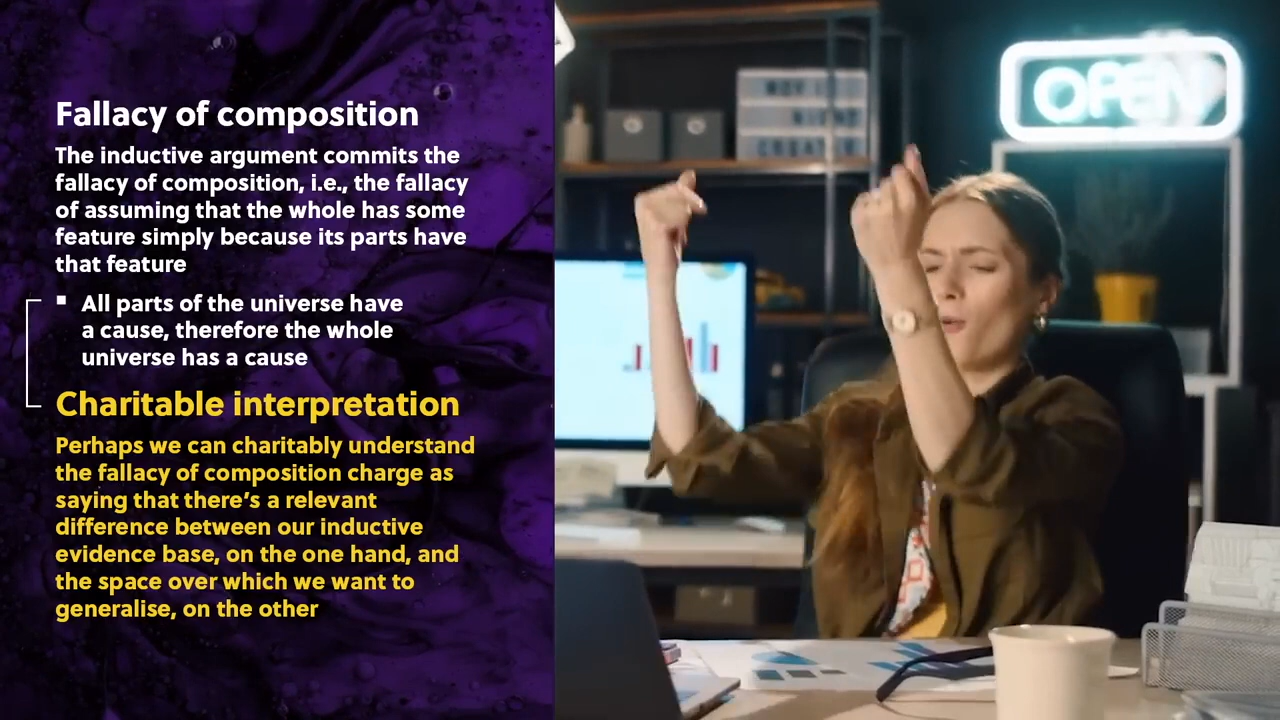 Fallacy of composition
The inductive argument commits the
fallacy of composition, i.e., the fallacy
of assuming that the whole has some
feature simply because its parts have
that feature
▪ All parts of the universe have
a cause, therefore the whole
universe has a cause
Charitable interpretation
Perhaps we can charitably understand
the fallacy of composition charge as
saying that there's a relevant
difference between our inductive
evidence base, on the one hand, and
the space over which we want to
generalise, on the other
OPEN